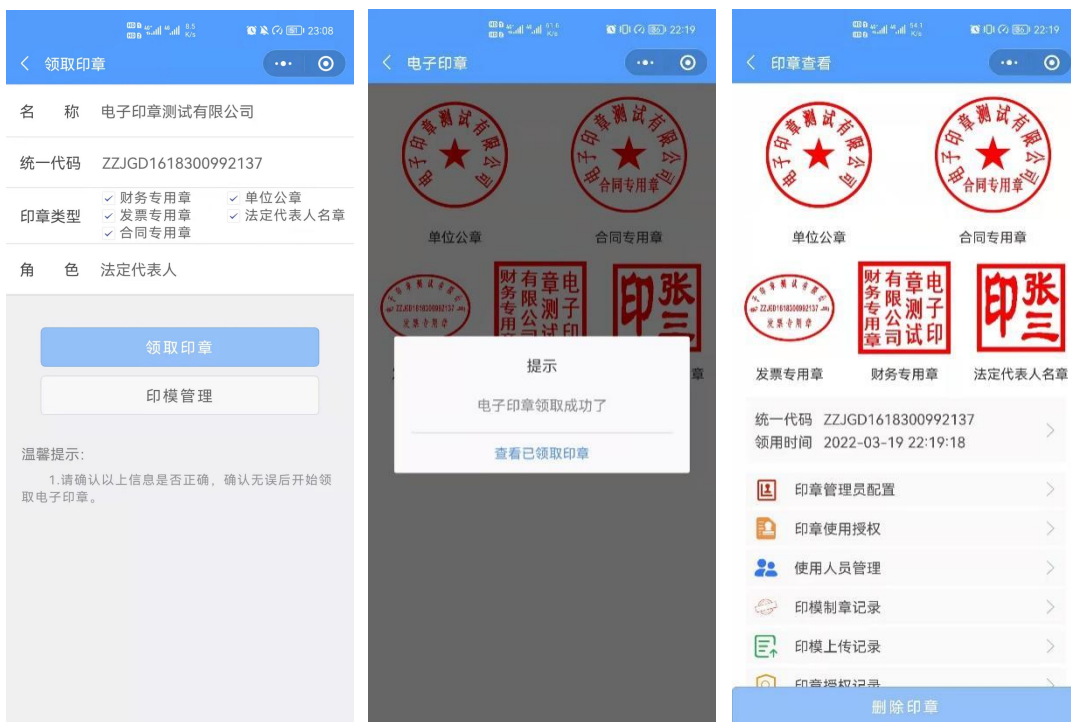 8.5 K/s 23:08
领取印章
名 称 电子印章测试有限公司
统一代码 ZZJGD1618300992137
印章类型
财务专用章 单位公章
发票专用章 法定代表人名章
合同专用章
角 色 法定代表人
领取印章
印模管理
温馨提示:
1.请确认以上信息是否正确，确认无误后开始领
取电子印章。
K/s 22:19
电子印章
电子印章测试有限公司
电子印章测试有限公司
合同专用章
单位公章 合同专用章
发票专用章
电子印
章测试
有限公
财务专用
张三
印
章
提示
电子印章领取成功了
查看已领取印章
K/s 22:19
印章查看
电子印章测试有限公司
电子印章测试有限公司
合同专用章
单位公章 合同专用章
发票专用章
电子印
章测试
有限公司
财务专用章
张三
印
发票专用章 财务专用章 法定代表人名章
统一代码 ZZJGD1618300992137
领用时间 2022-03-19 22:19:18
印章管理员配置
印章使用授权
使用人员管理
印模制章记录
印模上传记录
印章授权记录
删除印章